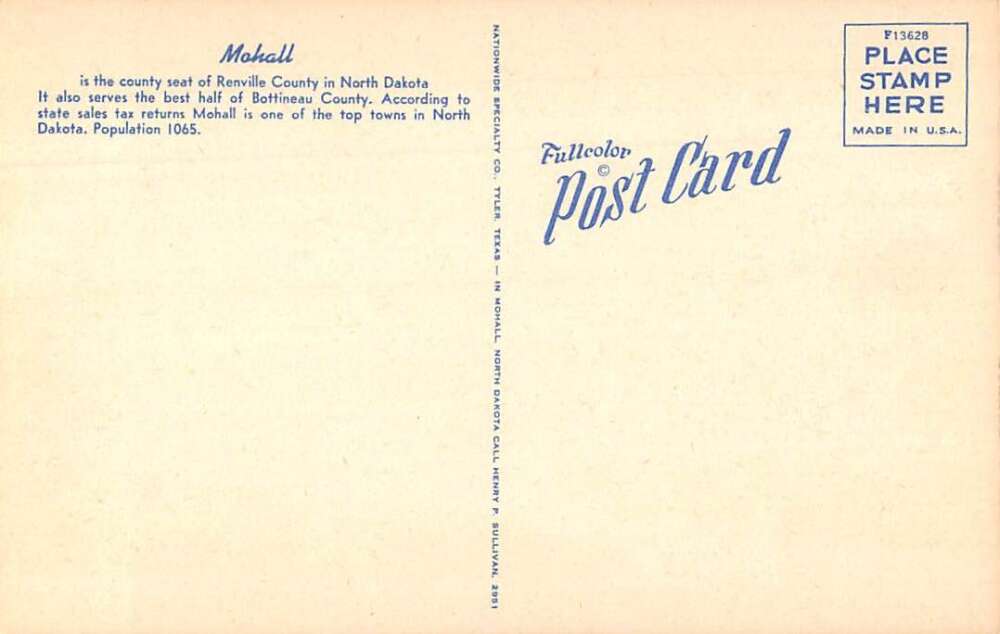 Mohall
is the county seat of Renville County in North Dakota
It also serves the best half of Bottineau County. According to
state sales tax returns Mohall is one of the top towns in North
Dakota. Population 1065.
NATIONWIDE SPECIALTY CO., TYLER, TEXAS — IN MOHALL, NORTH DAKOTA CALL HENRY P. SULLIVAN, 2951
Fullcolor
©
Post Card
F13628
PLACE
STAMP
HERE
MADE IN U.S.A.